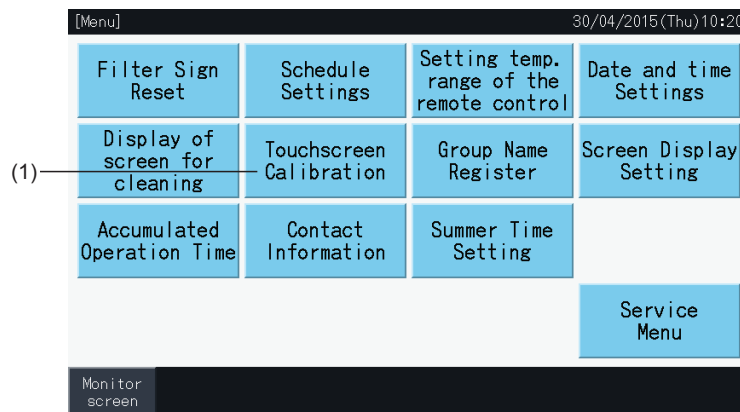 [Menu] 30/04/2015(Thu)10:20
Filter Sign
Reset
Schedule
Settings
Setting temp.
range of the
remote control
Date and time
Settings
Display of
screen for
cleaning
Touchscreen
Calibration
Group Name
Register
Screen Display
Setting
(1)
Accumulated
Operation Time
Contact
Information
Summer Time
Setting
Service
Menu
Monitor
screen